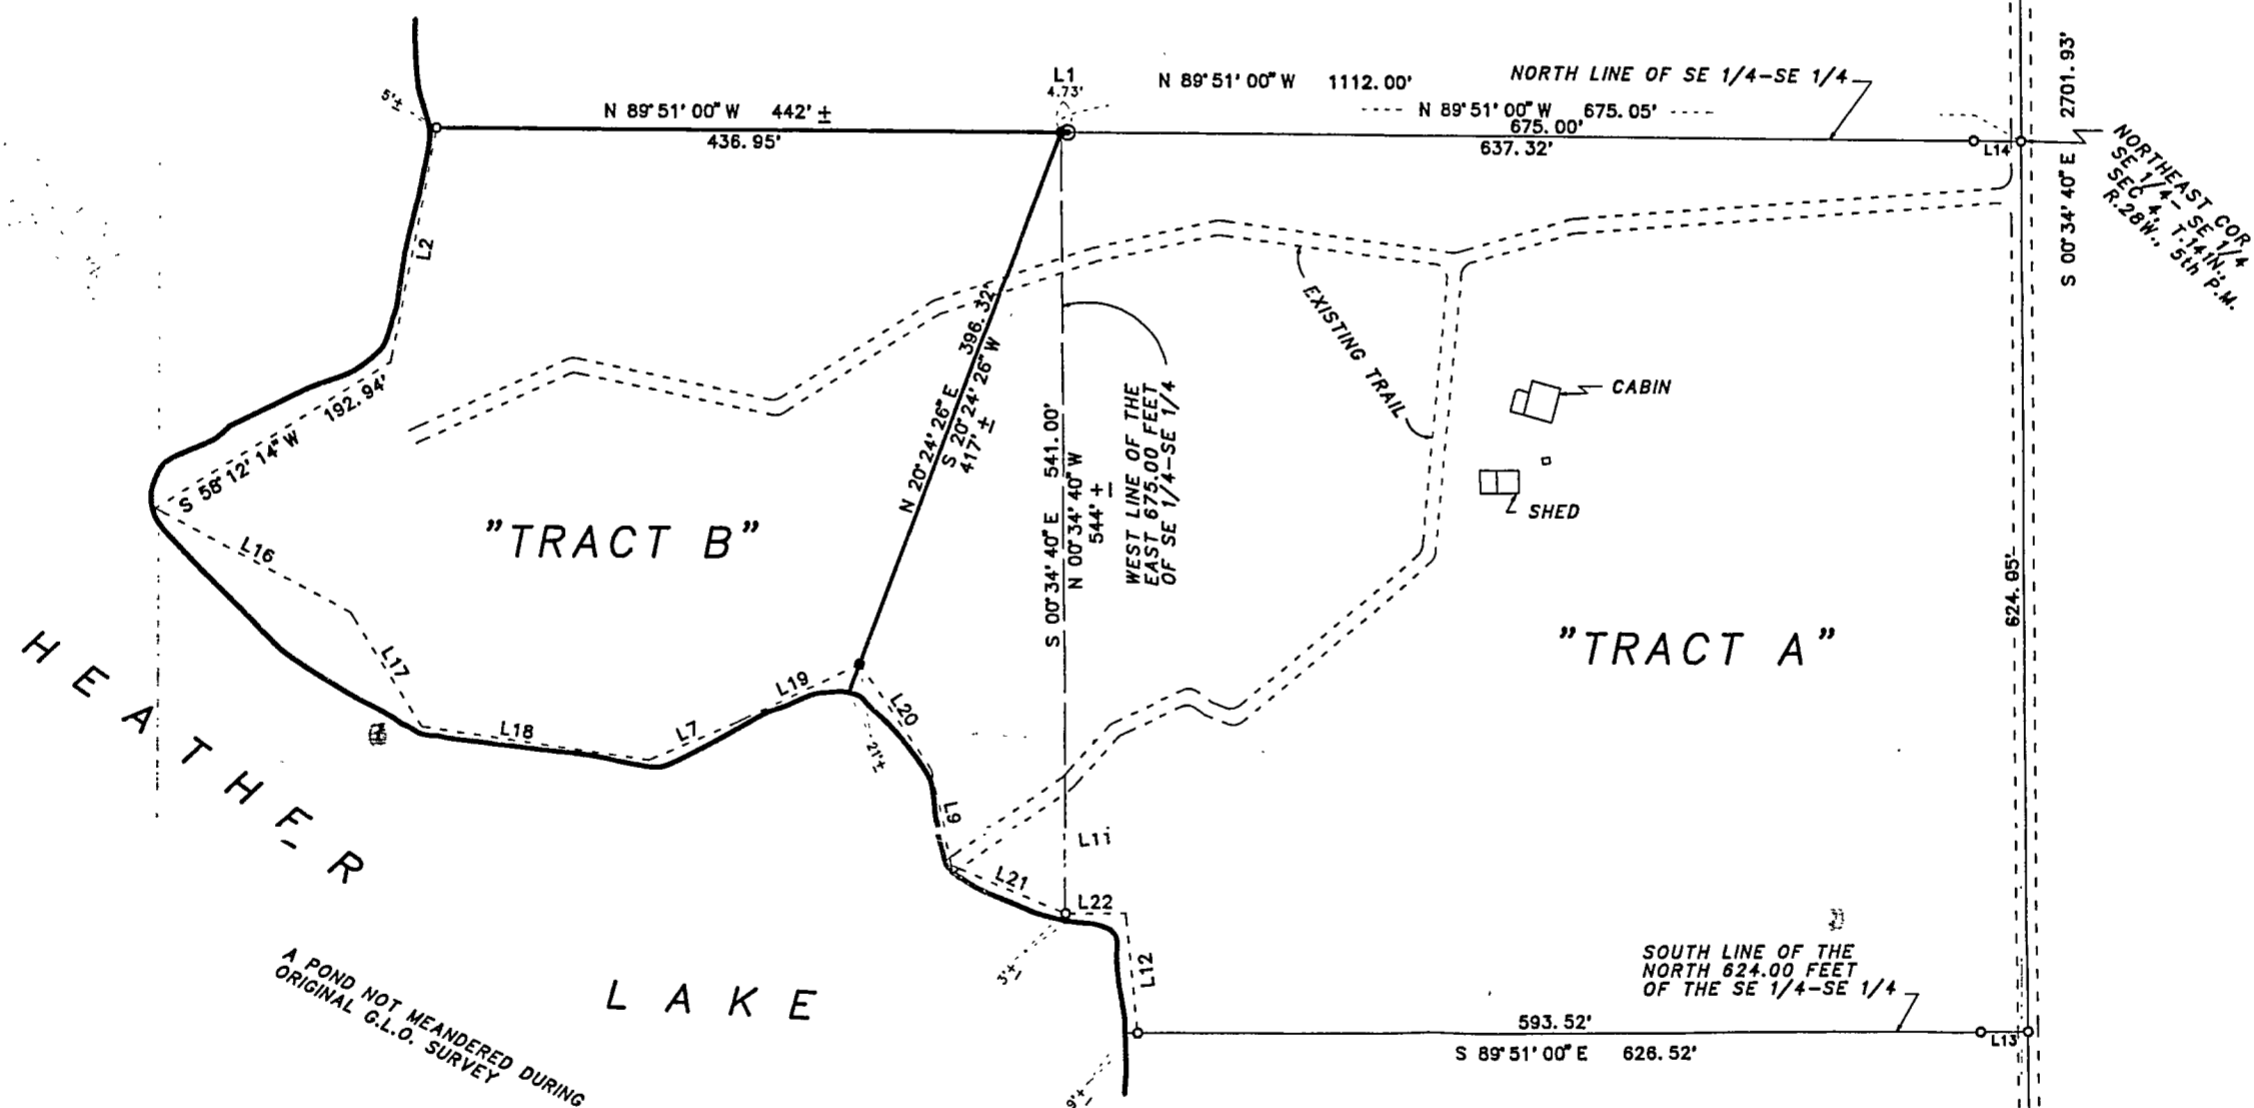 L1
4.73'
N 89°51'00" W 1112.00'
NORTH LINE OF SE 1/4-SE 1/4
N 89°51'00" W 675.05'
675.00'
637.32'
L14
5'±
N 89°51'00" W 442' ±
436.95'
S 00°34'40" E 2701.93'
NORTHEAST COR.
SE 1/4- SE 1/4
SEC 4, T.141N.,
R.28W., 5th P.M.
L2
192.94'
S 58°12'14" W
N 20°24'26" E 396.32'
S 20°24'26" W
417' ±
S 00°34'40" E 541.00'
N 00°34'40" W
544' ±
WEST LINE OF THE
EAST 675.00 FEET
OF SE 1/4-SE 1/4
EXISTING TRAIL
CABIN
SHED
"TRACT B"
"TRACT A"
624.05'
L16
L17
L18
L7
L19
L20
21'±
L9
L11
L21
L22
3'±
L12
HEATHER
LAKE
A POND NOT MEANDERED DURING
ORIGINAL G.L.O. SURVEY
SOUTH LINE OF THE
NORTH 624.00 FEET
OF THE SE 1/4-SE 1/4
593.52'
S 89°51'00" E 626.52'
L13
9'±